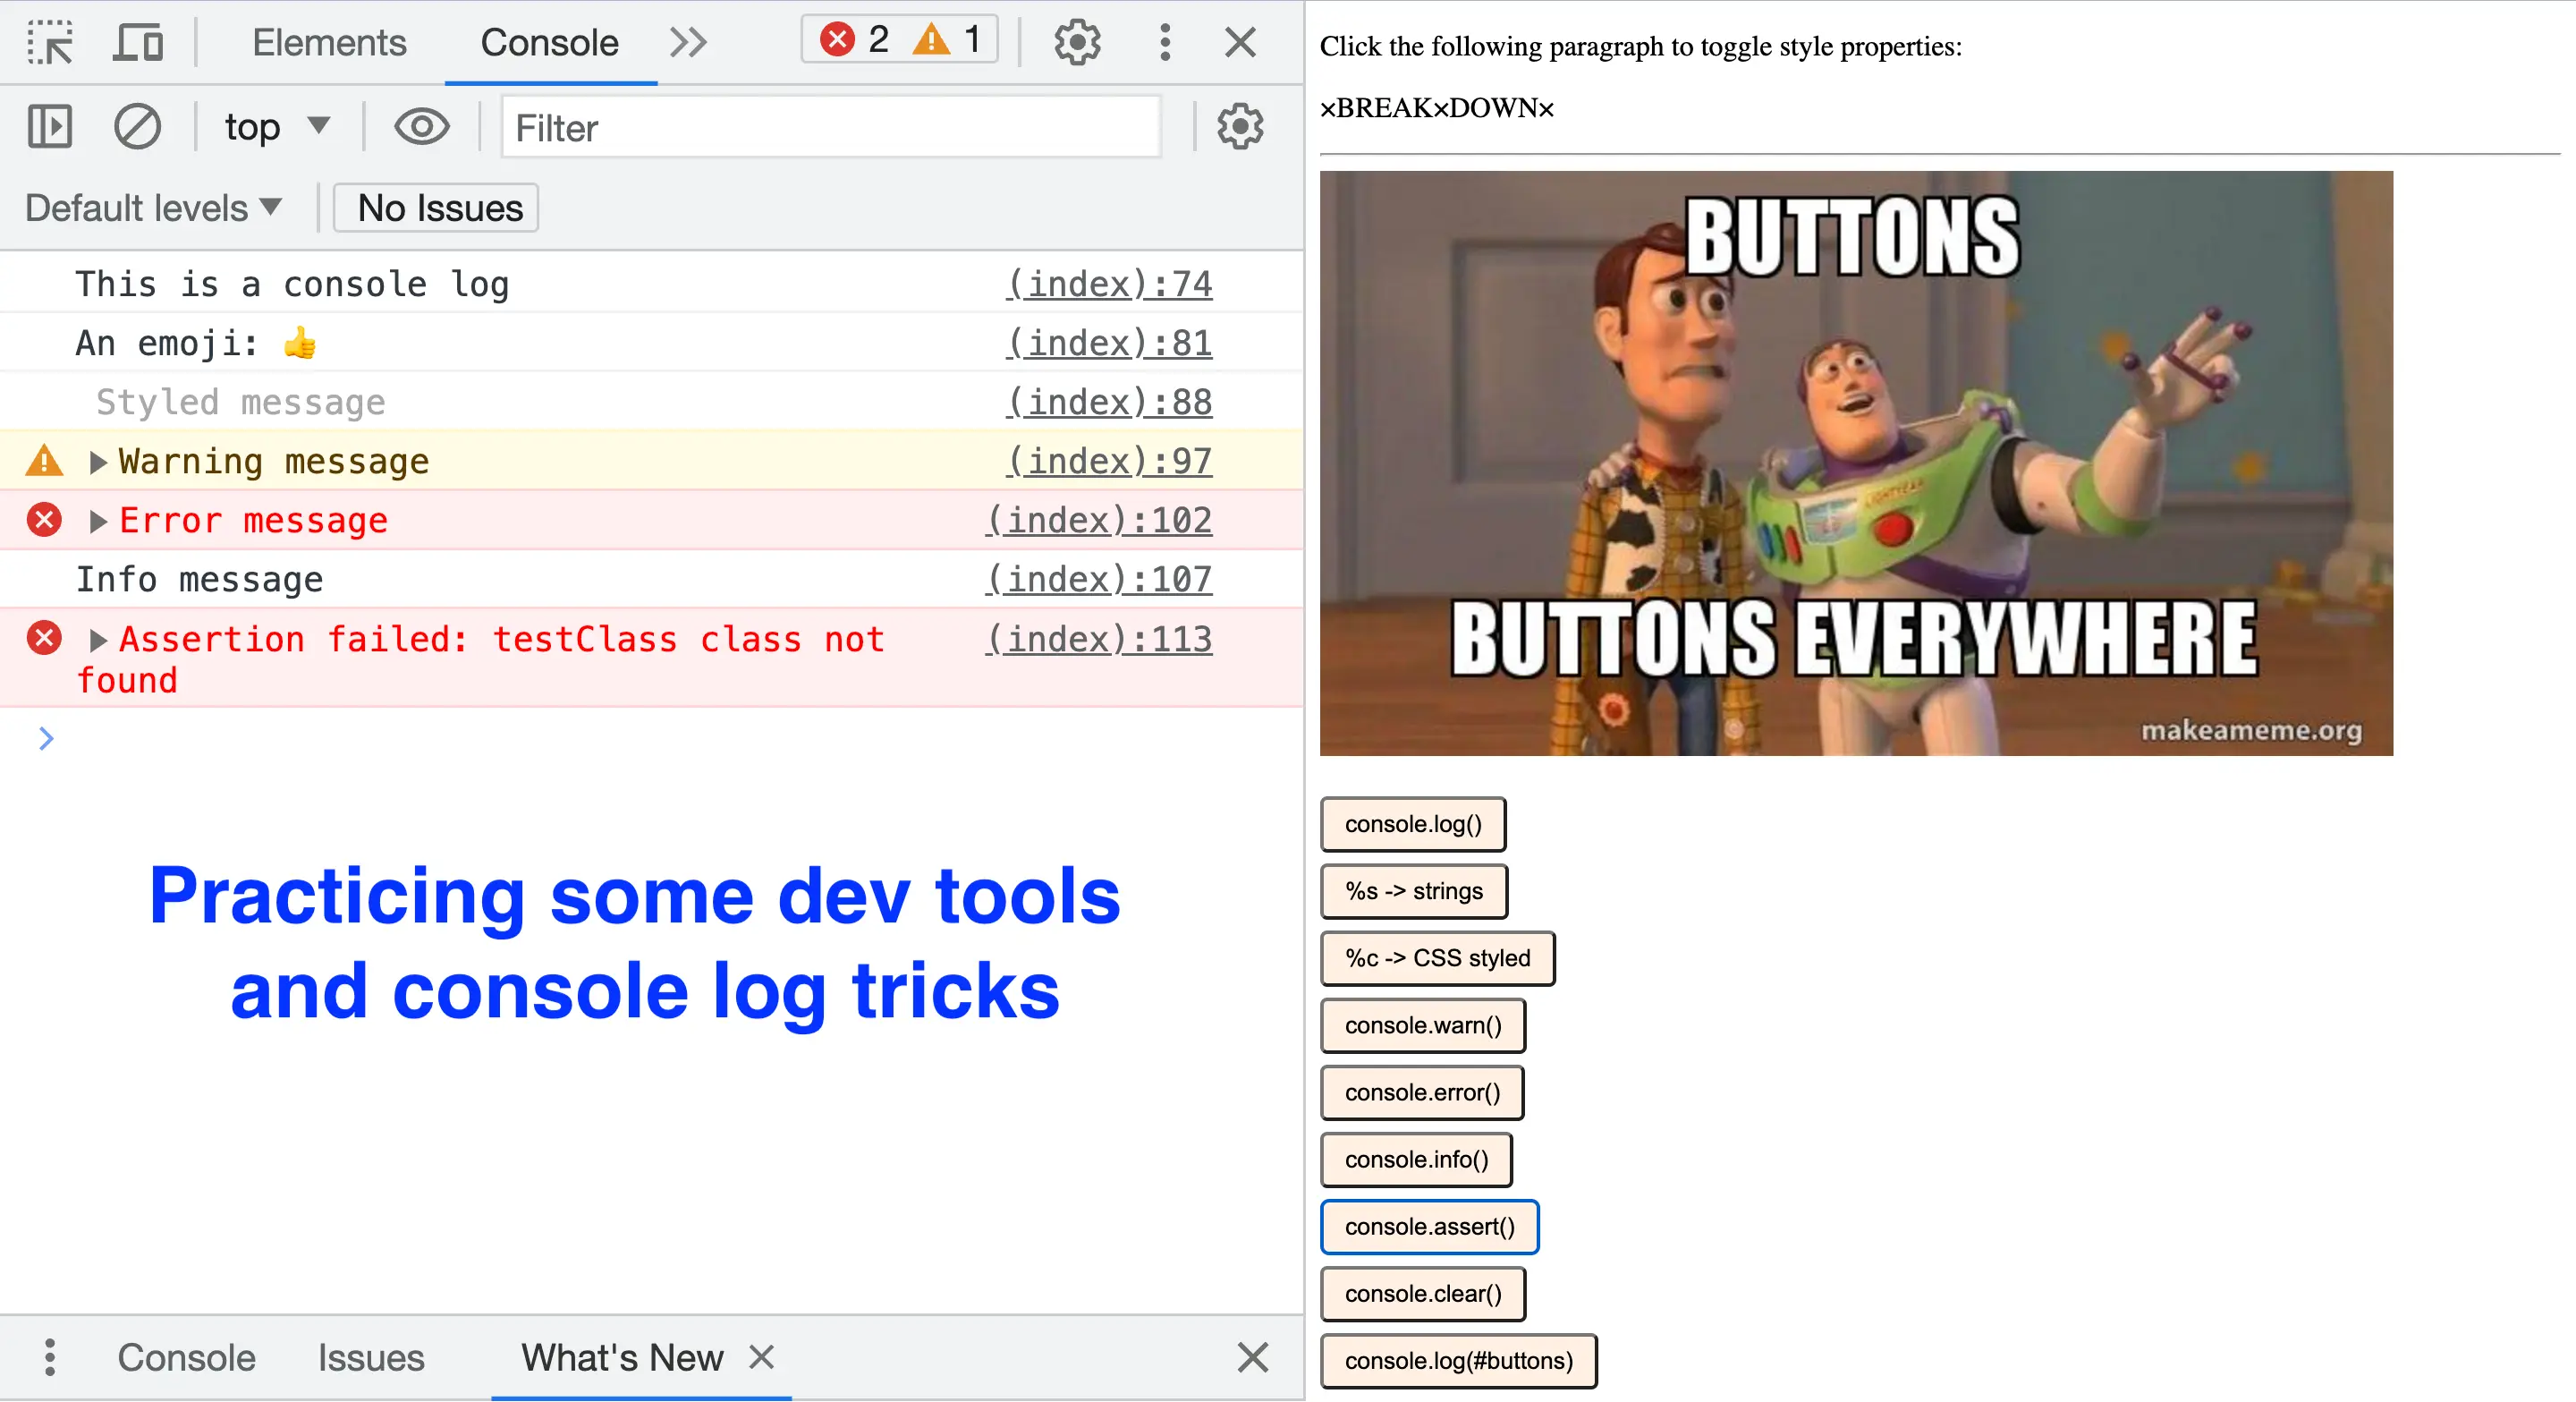 Elements Console 2 1
top Filter
Default levels No Issues
This is a console log (index):74
An emoji: 👍 (index):81
Styled message (index):88
Warning message (index):97
Error message (index):102
Info message (index):107
Assertion failed: testClass class not (index):113
found
Practicing some dev tools
and console log tricks
Console Issues What's New
Click the following paragraph to toggle style properties:
×BREAK×DOWN×
BUTTONS
LIGHTYEAR
BUTTONS EVERYWHERE
makeameme.org
console.log()
%s -> strings
%c -> CSS styled
console.warn()
console.error()
console.info()
console.assert()
console.clear()
console.log(#buttons)